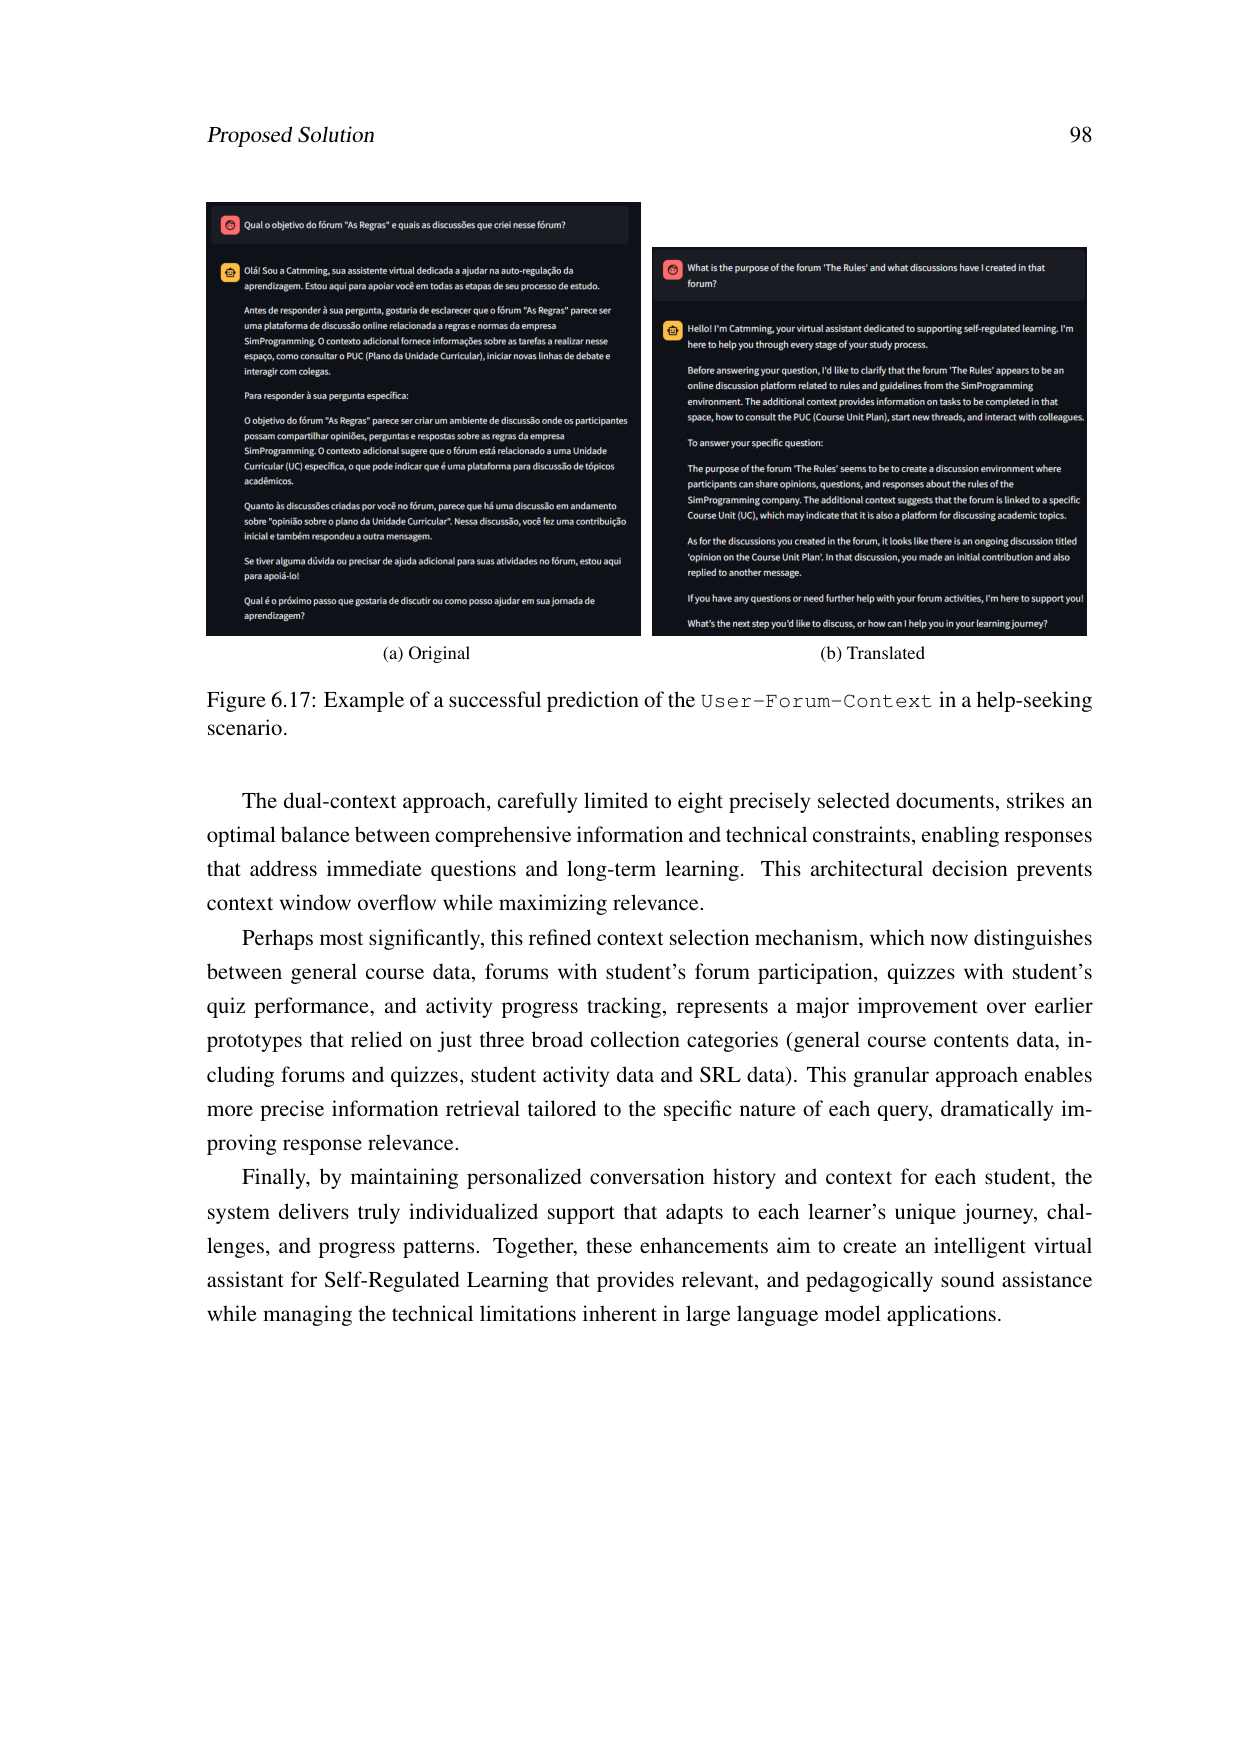 Proposed Solution 98
Qual o objetivo do fórum "As Regras" e quais as discussões que criei nesse fórum?
Olá! Sou a Catmming, sua assistente virtual dedicada a ajudar na auto-regulação da
aprendizagem. Estou aqui para apoiar você em todas as etapas de seu processo de estudo.
Antes de responder à sua pergunta, gostaria de esclarecer que o fórum "As Regras" parece ser
uma plataforma de discussão online relacionada a regras e normas da empresa
SimProgramming. O contexto adicional fornece informações sobre as tarefas a realizar nesse
espaço, como consultar o PUC (Plano da Unidade Curricular), iniciar novas linhas de debate e
interagir com colegas.
Para responder à sua pergunta específica:
O objetivo do fórum "As Regras" parece ser criar um ambiente de discussão onde os participantes
possam compartilhar opiniões, perguntas e respostas sobre as regras da empresa
SimProgramming. O contexto adicional sugere que o fórum está relacionado a uma Unidade
Curricular (UC) específica, o que pode indicar que é uma plataforma para discussão de tópicos
acadêmicos.
Quanto às discussões criadas por você no fórum, parece que há uma discussão em andamento
sobre "opinião sobre o plano da Unidade Curricular". Nessa discussão, você fez uma contribuição
inicial e também respondeu a outra mensagem.
Se tiver alguma dúvida ou precisar de ajuda adicional para suas atividades no fórum, estou aqui
para apoiá-lo!
Qual é o próximo passo que gostaria de discutir ou como posso ajudar em sua jornada de
aprendizagem?
(a) Original
What is the purpose of the forum 'The Rules' and what discussions have I created in that
forum?
Hello! I'm Catmming, your virtual assistant dedicated to supporting self-regulated learning. I'm
here to help you through every stage of your study process.
Before answering your question, I'd like to clarify that the forum 'The Rules' appears to be an
online discussion platform related to rules and guidelines from the SimProgramming
environment. The additional context provides information on tasks to be completed in that
space, how to consult the PUC (Course Unit Plan), start new threads, and interact with colleagues.
To answer your specific question:
The purpose of the forum 'The Rules' seems to be to create a discussion environment where
participants can share opinions, questions, and responses about the rules of the
SimProgramming company. The additional context suggests that the forum is linked to a specific
Course Unit (UC), which may indicate that it is also a platform for discussing academic topics.
As for the discussions you created in the forum, it looks like there is an ongoing discussion titled
'opinion on the Course Unit Plan'. In that discussion, you made an initial contribution and also
replied to another message.
If you have any questions or need further help with your forum activities, I'm here to support you!
What's the next step you'd like to discuss, or how can I help you in your learning journey?
(b) Translated
Figure 6.17: Example of a successful prediction of the User-Forum-Context in a help-seeking
scenario.
The dual-context approach, carefully limited to eight precisely selected documents, strikes an
optimal balance between comprehensive information and technical constraints, enabling responses
that address immediate questions and long-term learning. This architectural decision prevents
context window overflow while maximizing relevance.
Perhaps most significantly, this refined context selection mechanism, which now distinguishes
between general course data, forums with student's forum participation, quizzes with student's
quiz performance, and activity progress tracking, represents a major improvement over earlier
prototypes that relied on just three broad collection categories (general course contents data, in-
cluding forums and quizzes, student activity data and SRL data). This granular approach enables
more precise information retrieval tailored to the specific nature of each query, dramatically im-
proving response relevance.
Finally, by maintaining personalized conversation history and context for each student, the
system delivers truly individualized support that adapts to each learner's unique journey, chal-
lenges, and progress patterns. Together, these enhancements aim to create an intelligent virtual
assistant for Self-Regulated Learning that provides relevant, and pedagogically sound assistance
while managing the technical limitations inherent in large language model applications.